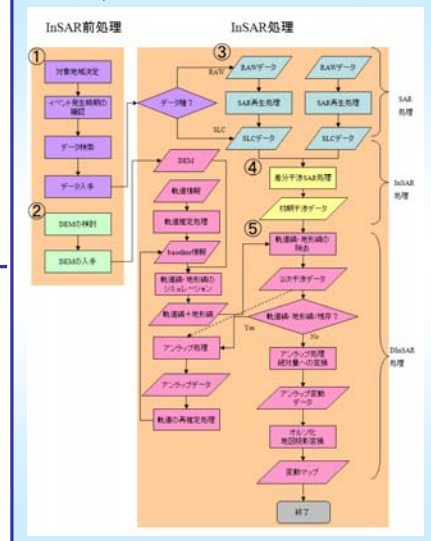 InSAR前処理
InSAR処理
①
対象地域決定
イベント発生時期の
確認
データ検索
データ入手
②
DEMの検討
DEMの入手
データ種?
RAW
SLC
③
RAWデータ
RAWデータ
SAR再生処理
SAR再生処理
SLCデータ
SLCデータ
SAR
処理
④
差分干渉SAR処理
初期干渉データ
InSAR
処理
DEM
軌道情報
軌道推定処理
baseline情報
軌道縞・地形縞の
シミュレーション
軌道縞+地形縞
アンラップ処理
アンラップデータ
軌道の再推定処理
⑤
軌道縞・地形縞の
除去
2次干渉データ
軌道縞・地形縞は残存?
Yes
No
アンラップ処理
絶対量への変換
アンラップ変動
データ
オルソ化
地図投影変換
変動マップ
DInSAR
処理
終了